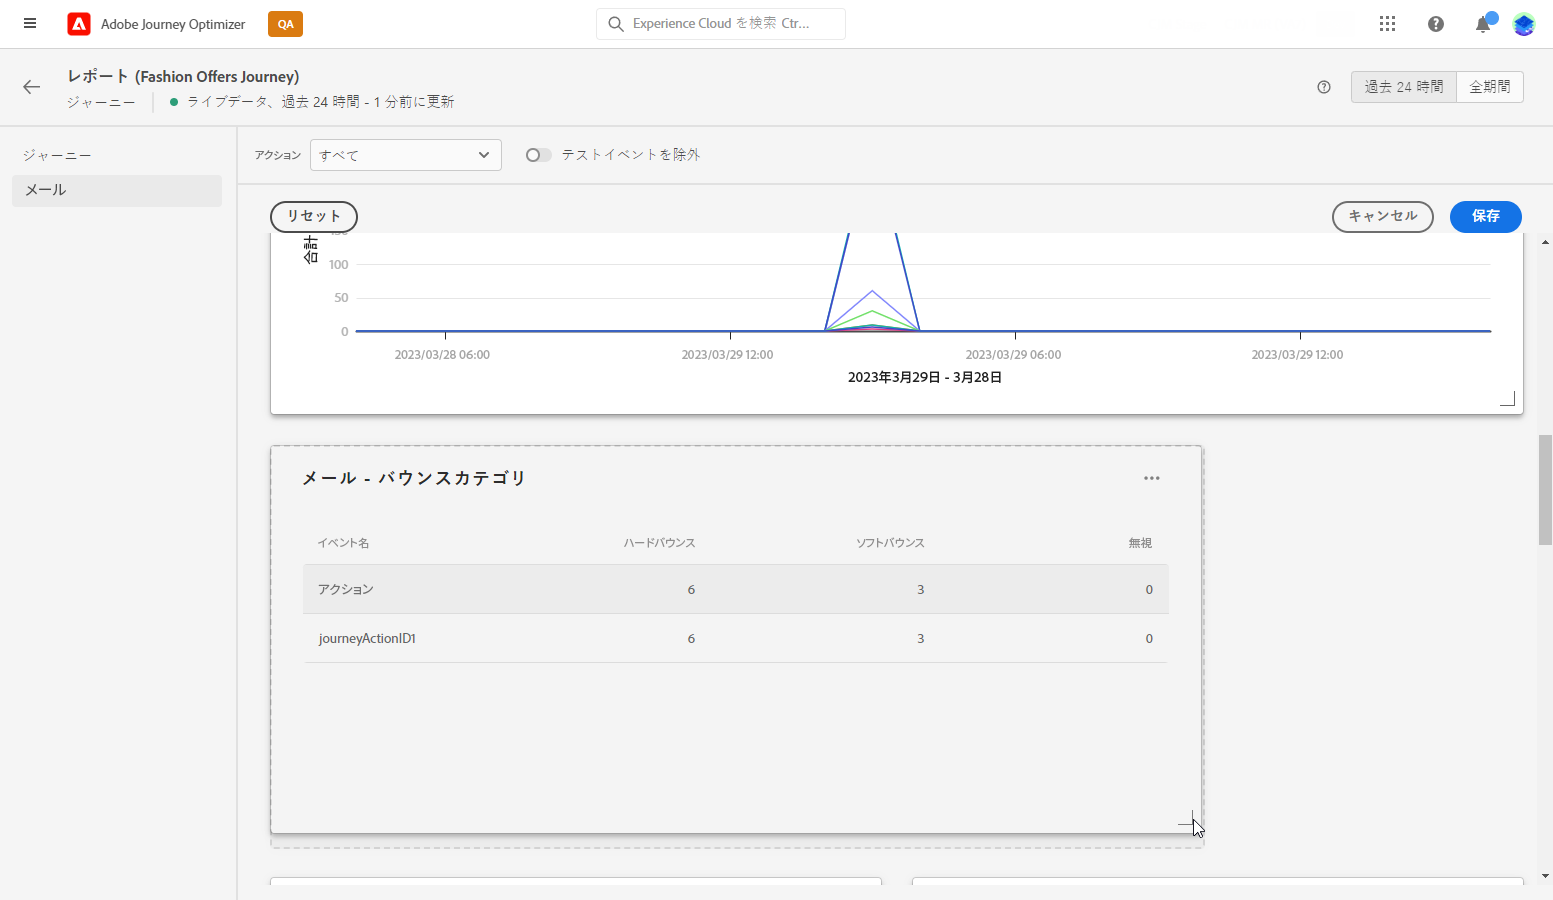 Adobe Journey Optimizer
QA
Experience Cloud を検索 Ctr...
レポート (Fashion Offers Journey)
ジャーニー
ライブデータ、過去 24 時間 - 1 分前に更新
過去 24 時間
全期間
ジャーニー
メール
アクション
すべて
テストイベントを除外
リセット
キャンセル
保存
合計
100
50
0
2023/03/28 06:00
2023/03/29 12:00
2023/03/29 06:00
2023/03/29 12:00
2023年3月29日 - 3月28日
メール - バウンスカテゴリ
イベント名 ハードバウンス ソフトバウンス 無視
アクション 6 3 0
journeyActionID1 6 3 0